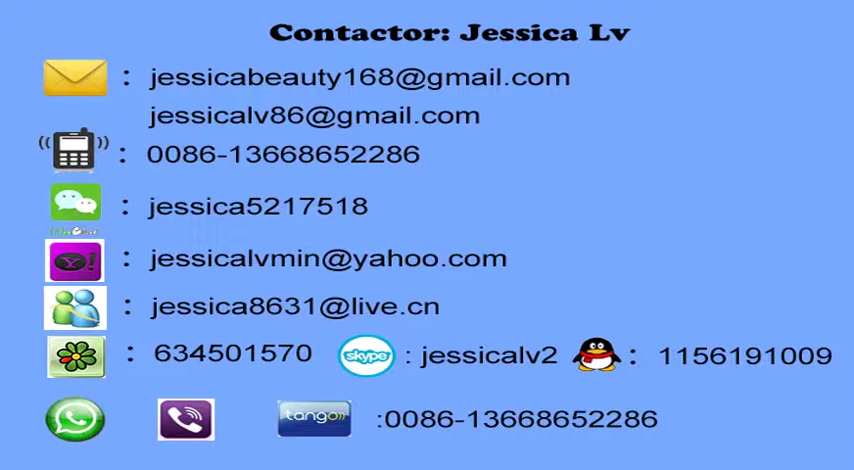 Contactor: Jessica Lv
: jessicabeauty168@gmail.com
jessicalv86@gmail.com
: 0086-13668652286
: jessica5217518
: jessicalvmin@yahoo.com
: jessica8631@live.cn
: 634501570 skype : jessicalv2 : 1156191009
tango :0086-13668652286